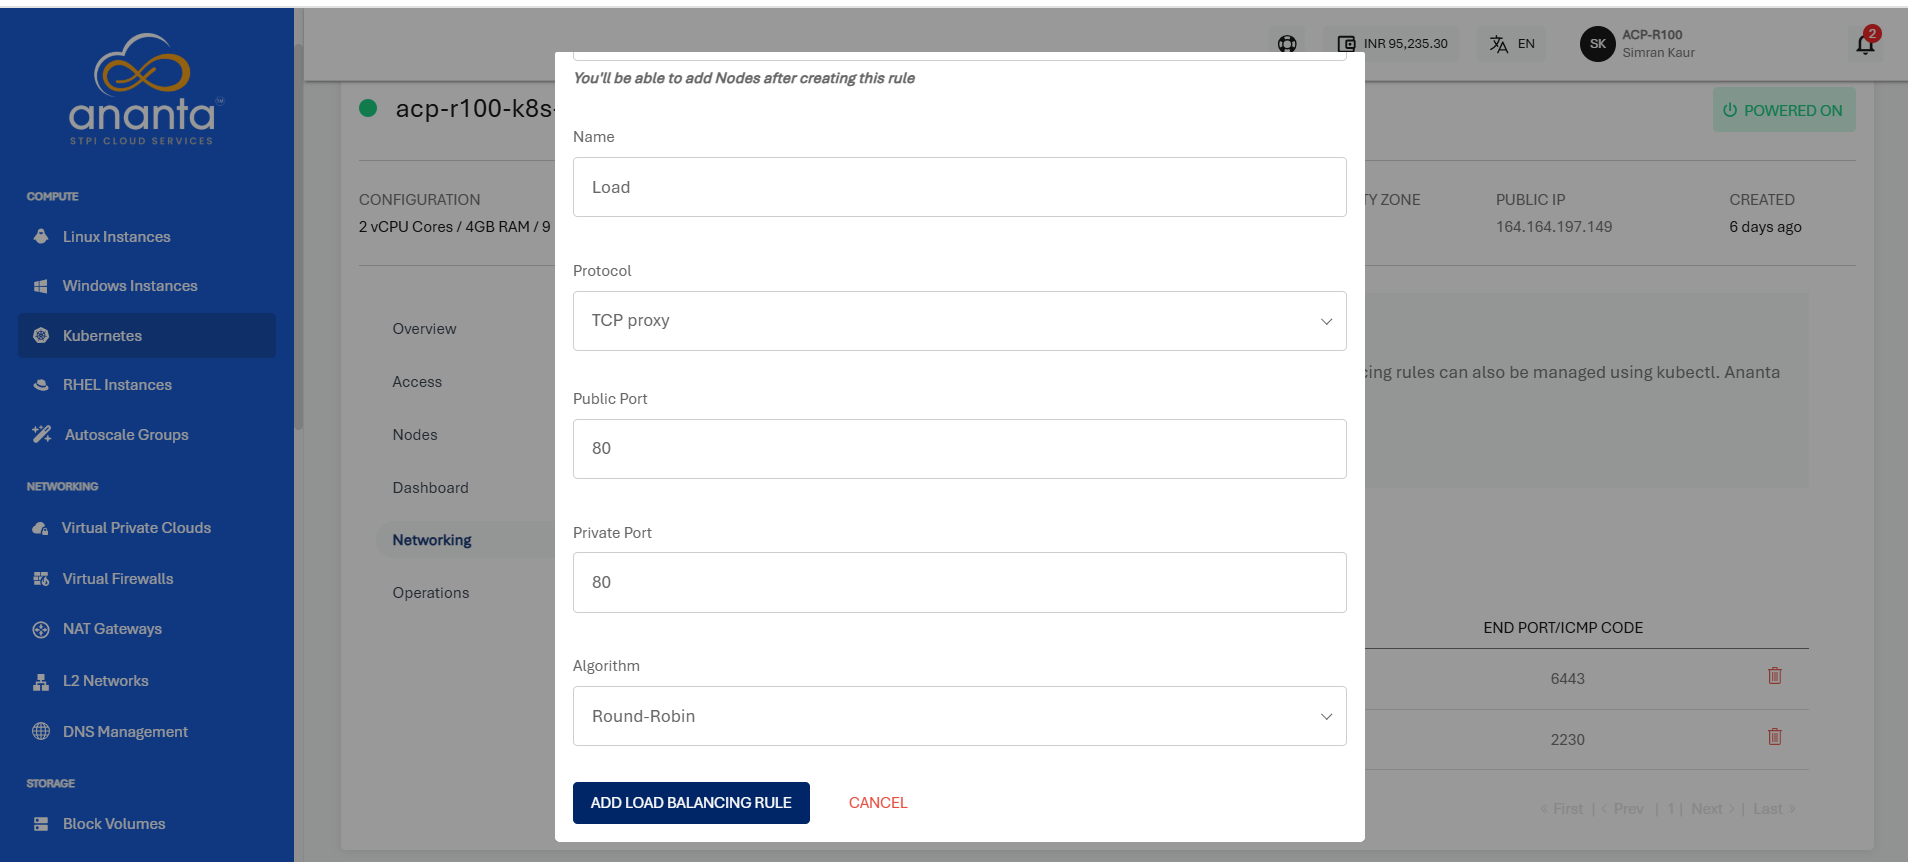 ananta
STPI CLOUD SERVICES
COMPUTE
Linux Instances
Windows Instances
Kubernetes
RHEL Instances
Autoscale Groups
NETWORKING
Virtual Private Clouds
Virtual Firewalls
NAT Gateways
L2 Networks
DNS Management
STORAGE
Block Volumes
INR 95,235.30
EN
SK
ACP-R100
Simran Kaur
2
acp-r100-k8s-
POWERED ON
CONFIGURATION
2 vCPU Cores / 4GB RAM / 9
TY ZONE
PUBLIC IP
164.164.197.149
CREATED
6 days ago
Overview
Access
Nodes
Dashboard
Networking
Operations
cing rules can also be managed using kubectl. Ananta
END PORT/ICMP CODE
6443
2230
« First | < Prev | 1 | Next > | Last >
You'll be able to add Nodes after creating this rule
Name
Load
Protocol
TCP proxy
Public Port
80
Private Port
80
Algorithm
Round-Robin
ADD LOAD BALANCING RULE
CANCEL